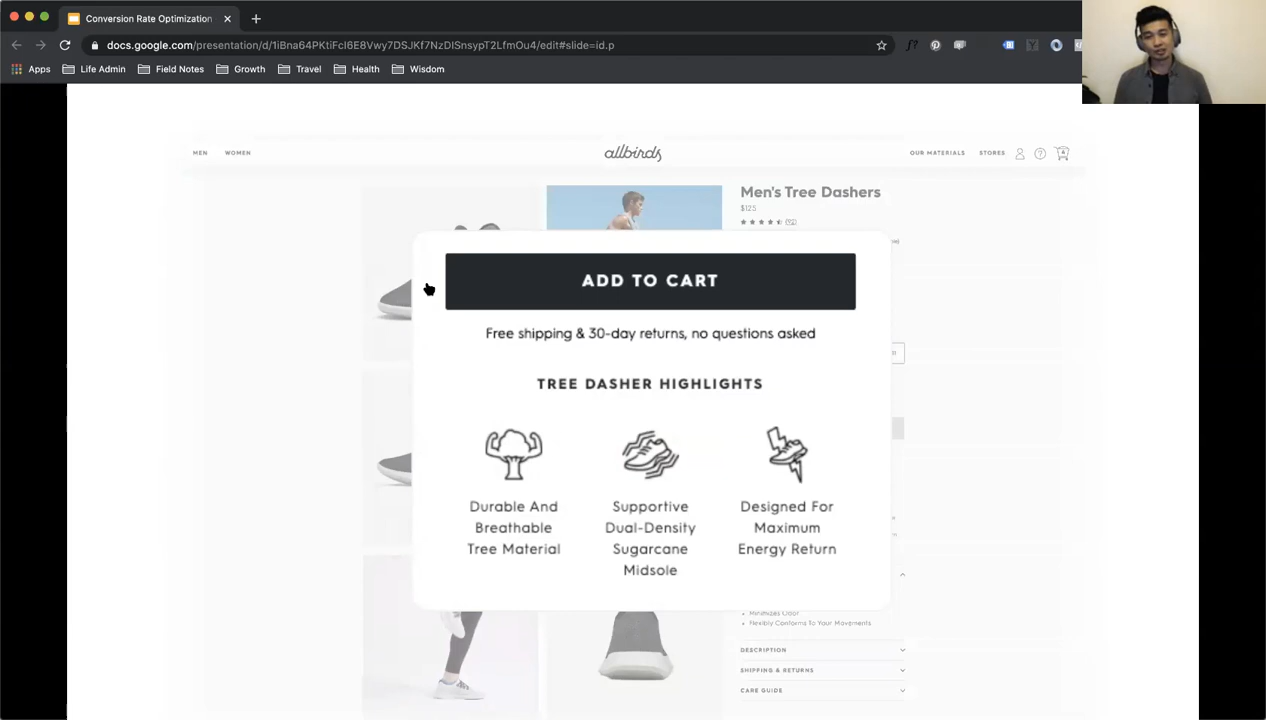 Conversion Rate Optimization
docs.google.com/presentation/d/1iBna64PKtiFcI6E8Vwy7DSJKf7NzDISnsypT2LfmOu4/edit#slide=id.p
Apps Life Admin Field Notes Growth Travel Health Wisdom
MEN WOMEN allbirds OUR MATERIALS STORES
Men's Tree Dashers
$125
ADD TO CART
Free shipping & 30-day returns, no questions asked
TREE DASHER HIGHLIGHTS
Durable And
Breathable
Tree Material
Supportive
Dual-Density
Sugarcane
Midsole
Designed For
Maximum
Energy Return
Minimizes Odor
Flexibly Conforms To Your Movements
DESCRIPTION
SHIPPING & RETURNS
CARE GUIDE